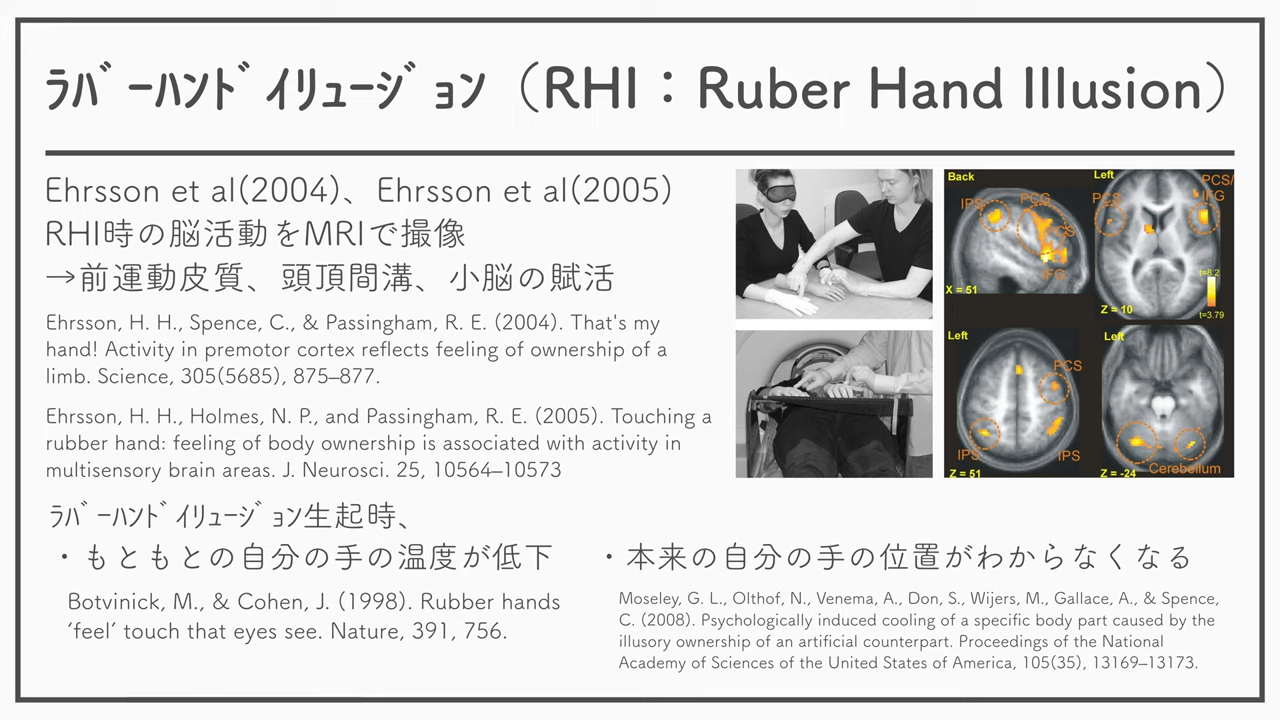 ﾗﾊﾞｰﾊﾝﾄﾞｲﾘｭｰｼﾞｮﾝ（RHI：Ruber Hand Illusion）
Ehrsson et al(2004)、Ehrsson et al(2005)
RHI時の脳活動をMRIで撮像
→前運動皮質、頭頂間溝、小脳の賦活
Ehrsson, H. H., Spence, C., & Passingham, R. E. (2004). That's my
hand! Activity in premotor cortex reflects feeling of ownership of a
limb. Science, 305(5685), 875–877.
Ehrsson, H. H., Holmes, N. P., and Passingham, R. E. (2005). Touching a
rubber hand: feeling of body ownership is associated with activity in
multisensory brain areas. J. Neurosci. 25, 10564–10573
Back
IPS
PCG
PCS
IFG
X = 51
Left
PCS
PCS/
IFG
t=8.2
Z = 10
t=3.79
Left
PCS
IPS
IPS
Z = 51
Left
Cerebellum
Z = -24
ﾗﾊﾞｰﾊﾝﾄﾞｲﾘｭｰｼﾞｮﾝ生起時、
・もともとの自分の手の温度が低下
Botvinick, M., & Cohen, J. (1998). Rubber hands
‘feel’ touch that eyes see. Nature, 391, 756.
・本来の自分の手の位置がわからなくなる
Moseley, G. L., Olthof, N., Venema, A., Don, S., Wijers, M., Gallace, A., & Spence,
C. (2008). Psychologically induced cooling of a specific body part caused by the
illusory ownership of an artificial counterpart. Proceedings of the National
Academy of Sciences of the United States of America, 105(35), 13169–13173.